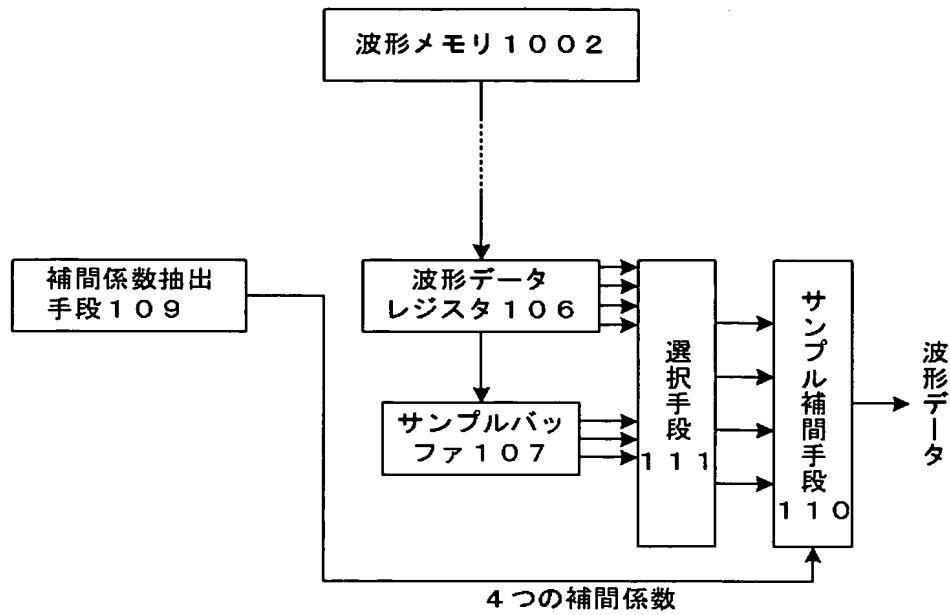 波形メモリ１００２
補間係数抽出
手段１０９
波形データ
レジスタ１０６
サンプルバッ
ファ１０７
選択手段
１１１
サンプル補間手段
１１０
波形データ
４つの補間係数